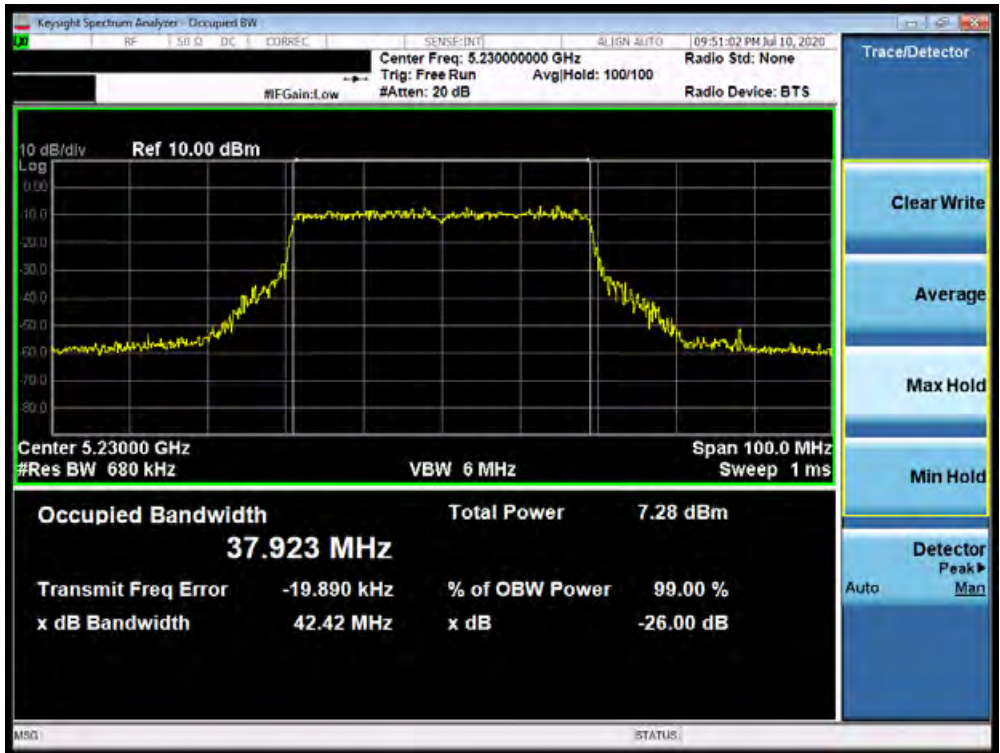 Keysight Spectrum Analyzer - Occupied BW
RF 50 Ω DC CORREC SENSE:INT ALIGN AUTO 09:51:02 PM Jul 10, 2020
Center Freq: 5.230000000 GHz Radio Std: None
Trig: Free Run Avg|Hold: 100/100
#IFGain:Low #Atten: 20 dB Radio Device: BTS
10 dB/div Ref 10.00 dBm
Log
0.00
-10.0
-20.0
-30.0
-40.0
-50.0
-60.0
-70.0
-80.0
Center 5.23000 GHz Span 100.0 MHz
#Res BW 680 kHz VBW 6 MHz Sweep 1 ms
Occupied Bandwidth Total Power 7.28 dBm
37.923 MHz
Transmit Freq Error -19.890 kHz % of OBW Power 99.00 %
x dB Bandwidth 42.42 MHz x dB -26.00 dB
MSG STATUS
Trace/Detector
Clear Write
Average
Max Hold
Min Hold
Detector
Peak▶
Auto Man